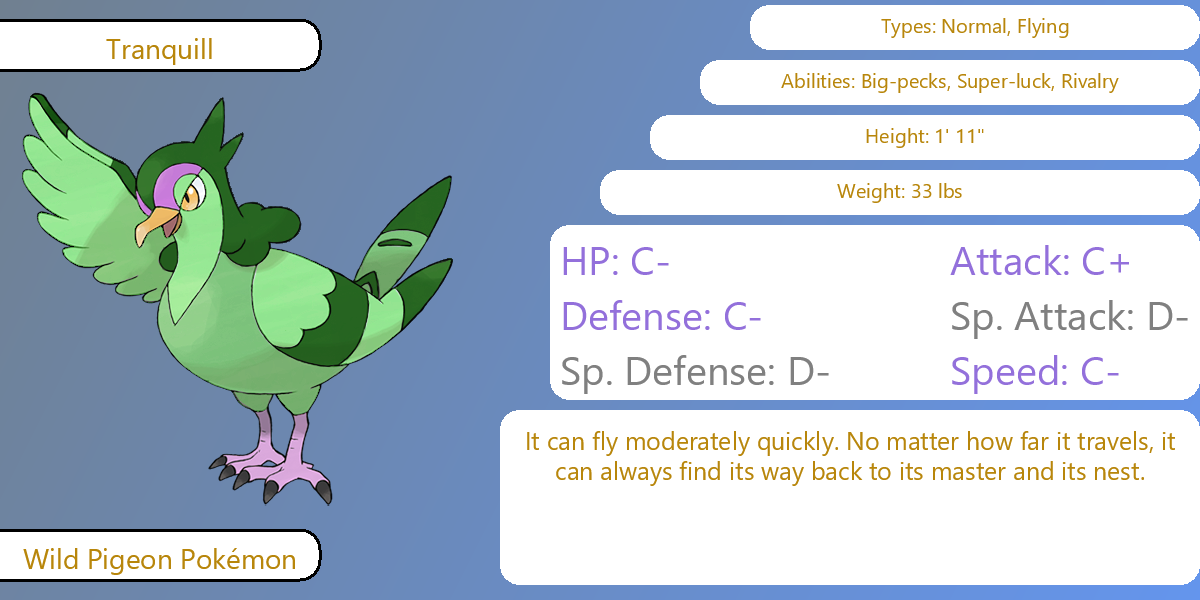 Tranquill
Types: Normal, Flying
Abilities: Big-pecks, Super-luck, Rivalry
Height: 1' 11"
Weight: 33 lbs
HP: C-
Attack: C+
Defense: C-
Sp. Attack: D-
Sp. Defense: D-
Speed: C-
It can fly moderately quickly. No matter how far it travels, it
can always find its way back to its master and its nest.
Wild Pigeon Pokémon